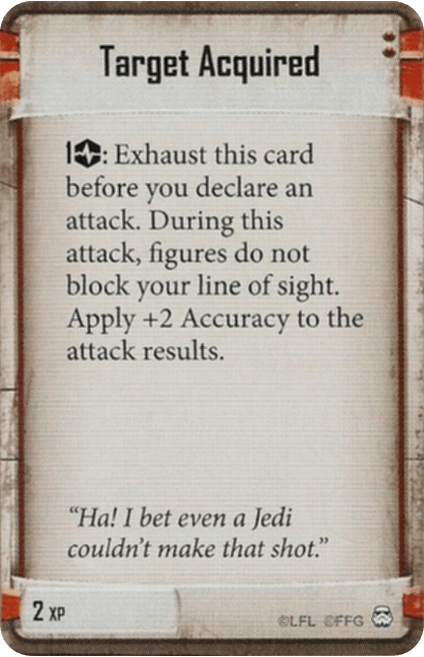 Target Acquired
1: Exhaust this card
before you declare an
attack. During this
attack, figures do not
block your line of sight.
Apply +2 Accuracy to the
attack results.
“Ha! I bet even a Jedi
couldn’t make that shot.”
2 XP
©LFL ©FFG